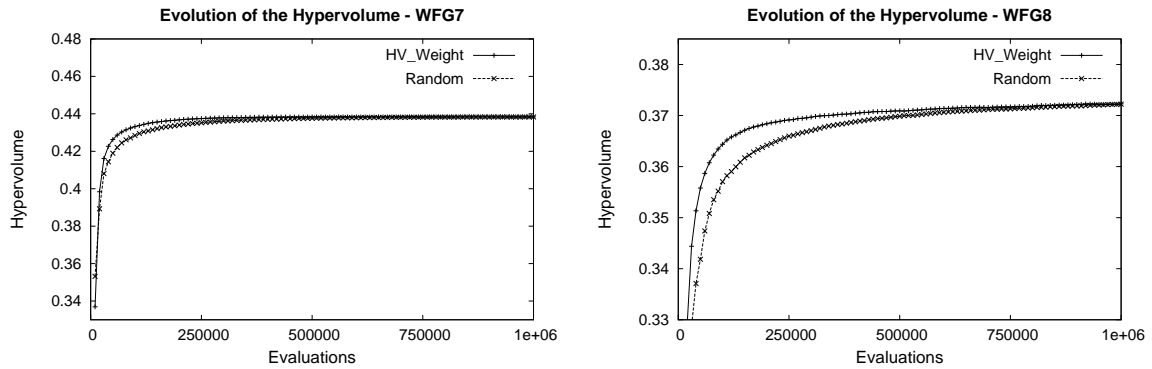 Evolution of the Hypervolume - WFG7
0.48
0.46
0.44
0.42
0.4
0.38
0.36
0.34
Hypervolume
HV_Weight
Random
0
250000
500000
750000
1e+06
Evaluations
Evolution of the Hypervolume - WFG8
0.38
0.37
0.36
0.35
0.34
0.33
Hypervolume
HV_Weight
Random
0
250000
500000
750000
1e+06
Evaluations